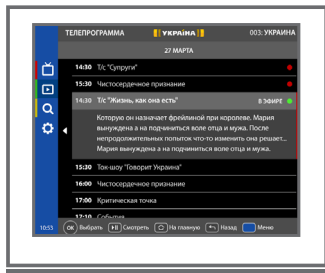 ТЕЛЕПРОГРАММА УКРАЇНА 003: УКРАИНА
27 МАРТА
14:30 Т/с "Супруги"
15:30 Чистосердечное признание
14:30 Т/с "Жизнь, как она есть" В ЭФИРЕ
Которую он назначает фрейлиной при королеве. Мария
вынуждена а на подчиниться воле отца и мужа. После
непродолжительных попыток что-то изменить она решает...
Мария вынуждена а на подчиниться воле отца и мужа.
15:30 Ток-шоу "Говорит Украина"
16:00 Чистосердечное признание
17:00 Критическая точка
17:10 События
10:55 OK Выбрать Смотреть На главную Назад Меню